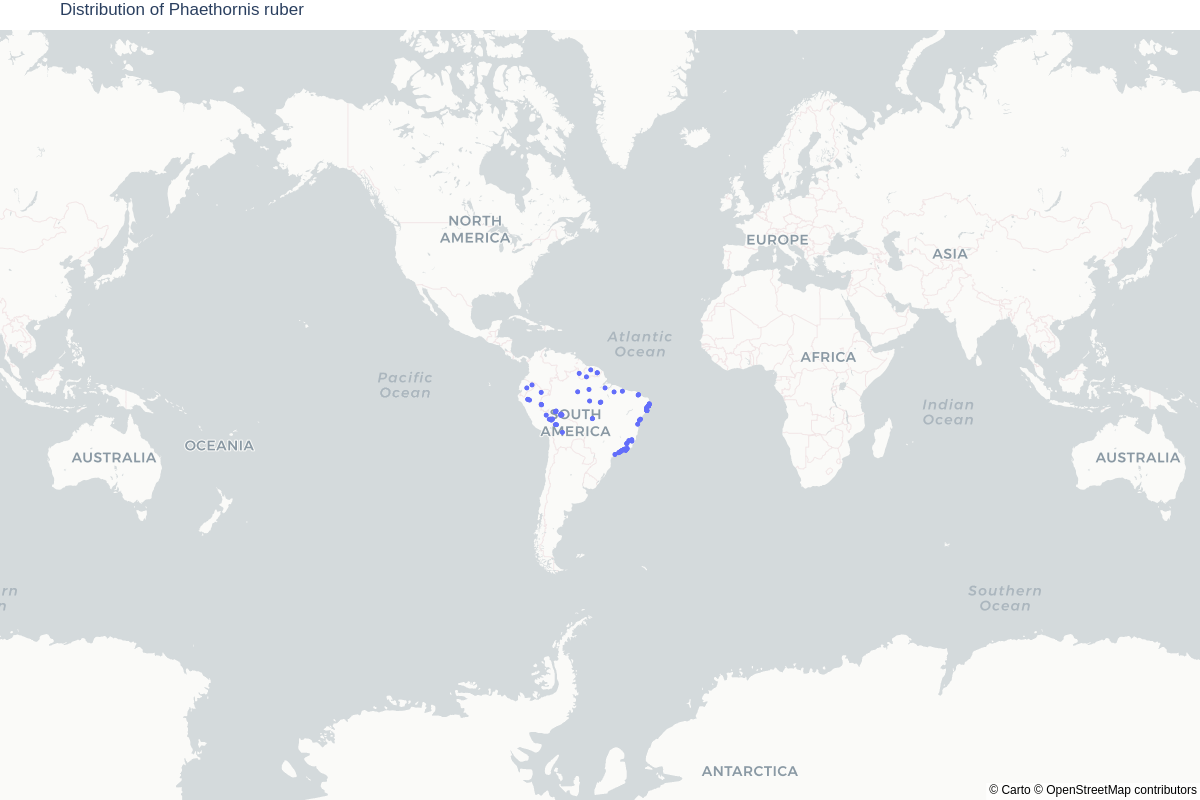 Distribution of Phaethornis ruber
NORTH
AMERICA
EUROPE
ASIA
Atlantic
Ocean
AFRICA
Pacific
Ocean
Indian
Ocean
SOUTH
AMERICA
OCEANIA
AUSTRALIA
AUSTRALIA
rn
n
Southern
Ocean
ANTARCTICA
© Carto © OpenStreetMap contributors